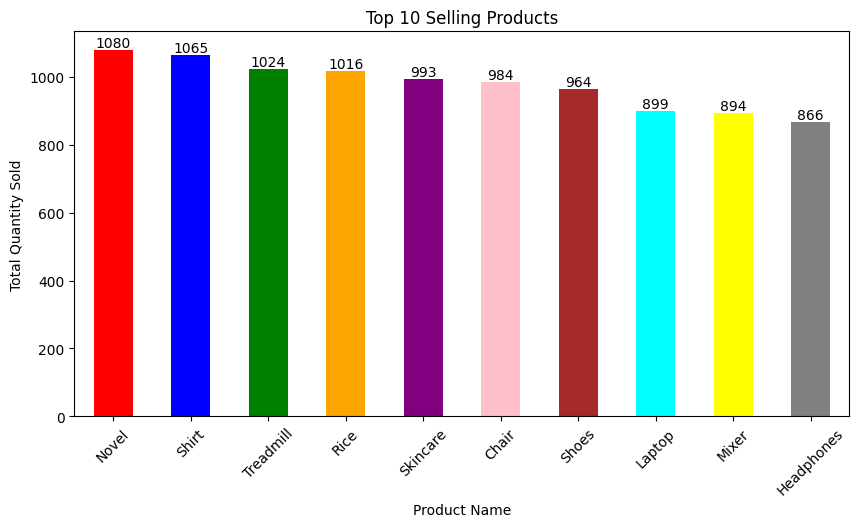 Top 10 Selling Products
1080
1065
1024
1016
993
984
964
899
894
866
Total Quantity Sold
1000
800
600
400
200
0
Novel
Shirt
Treadmill
Rice
Skincare
Chair
Shoes
Laptop
Mixer
Headphones
Product Name